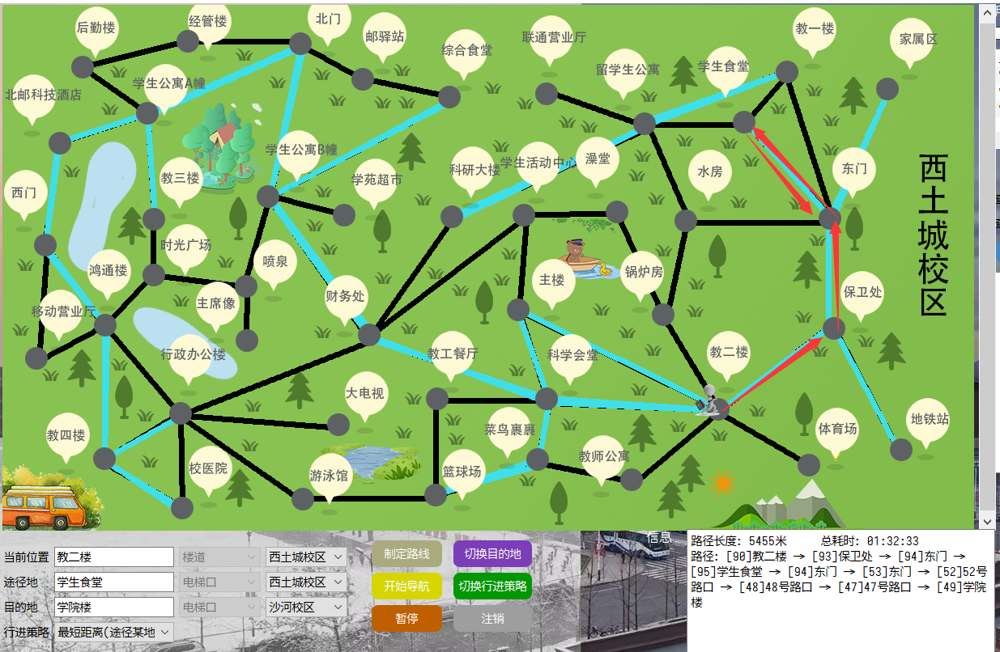 北门
经管楼
后勤楼
邮驿站
联通营业厅
教一楼
家属区
综合食堂
留学生公寓
学生食堂
学生公寓A幢
北邮科技酒店
学生公寓B幢
学生活动中心
澡堂
科研大楼
水房
东门
教三楼
学苑超市
西门
西土城校区
时光广场
喷泉
鸿通楼
主楼
锅炉房
保卫处
财务处
主席像
移动营业厅
行政办公楼
教工餐厅
科学会堂
教二楼
大电视
地铁站
菜鸟裹裹
体育场
教四楼
教师公寓
校医院
游泳馆
篮球场
信息
当前位置 教二楼 楼道 西土城校区
途径地 学生食堂 电梯口 西土城校区
目的地 学院楼 电梯口 沙河校区
行进策略 最短距离(途径某地
制定路线 切换目的地
开始导航 切换行进策略
暂停 注销
路径长度: 5455米 总耗时: 01:32:33
路径: [90]教二楼 -> [93]保卫处 -> [94]东门 ->
[95]学生食堂 -> [94]东门 -> [53]东门 -> [52]52号
路口 -> [48]48号路口 -> [47]47号路口 -> [49]学院
楼